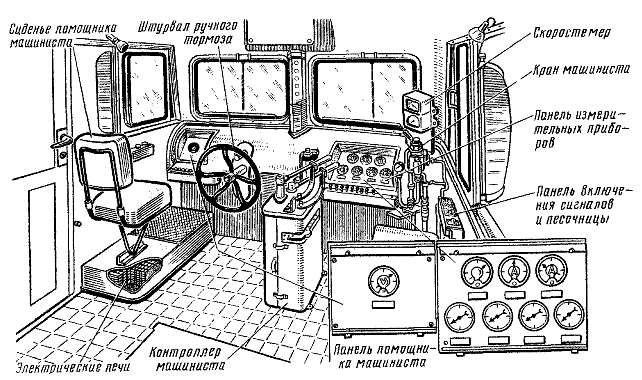 Сиденье помощника
машиниста
Штурвал ручного
тормоза
Скоростемер
Кран машиниста
Панель измери-
тельных прибо-
ров
Панель включе-
ния сигналов
и песочницы
Электрические печи
Контроллер
машиниста
Панель помощни-
ка машиниста